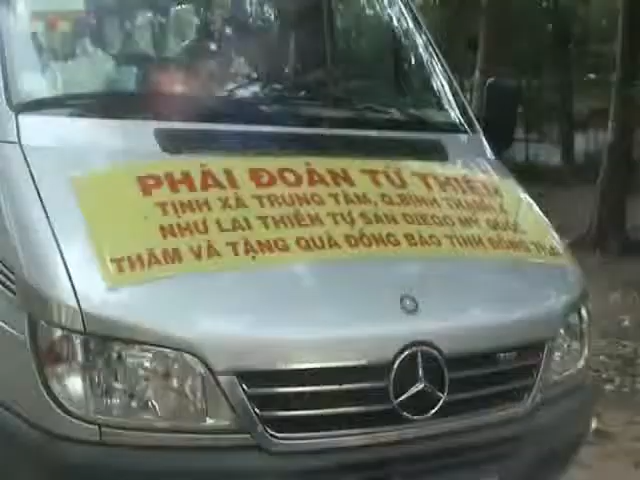 PHÁI ĐOÀN TỪ THIỆN
TỊNH XÁ TRUNG TÂM, Q.BÌNH THẠNH
NHƯ LAI THIỀN TỰ SAN DIEGO MỸ QUỐC
THĂM VÀ TẶNG QUÀ ĐỒNG BÀO TỈNH ĐỒNG